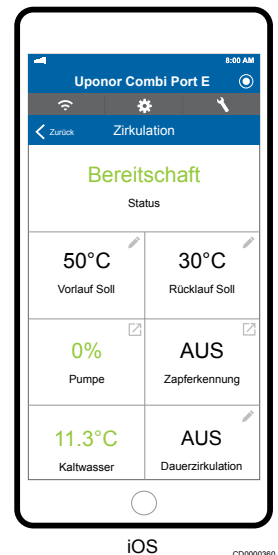 8:00 AM
Uponor Combi Port E
Zurück Zirkulation
Bereitschaft
Status
50°C 30°C
Vorlauf Soll Rücklauf Soll
0% AUS
Pumpe Zapferkennung
11.3°C AUS
Kaltwasser Dauerzirkulation
iOS
CD0000360